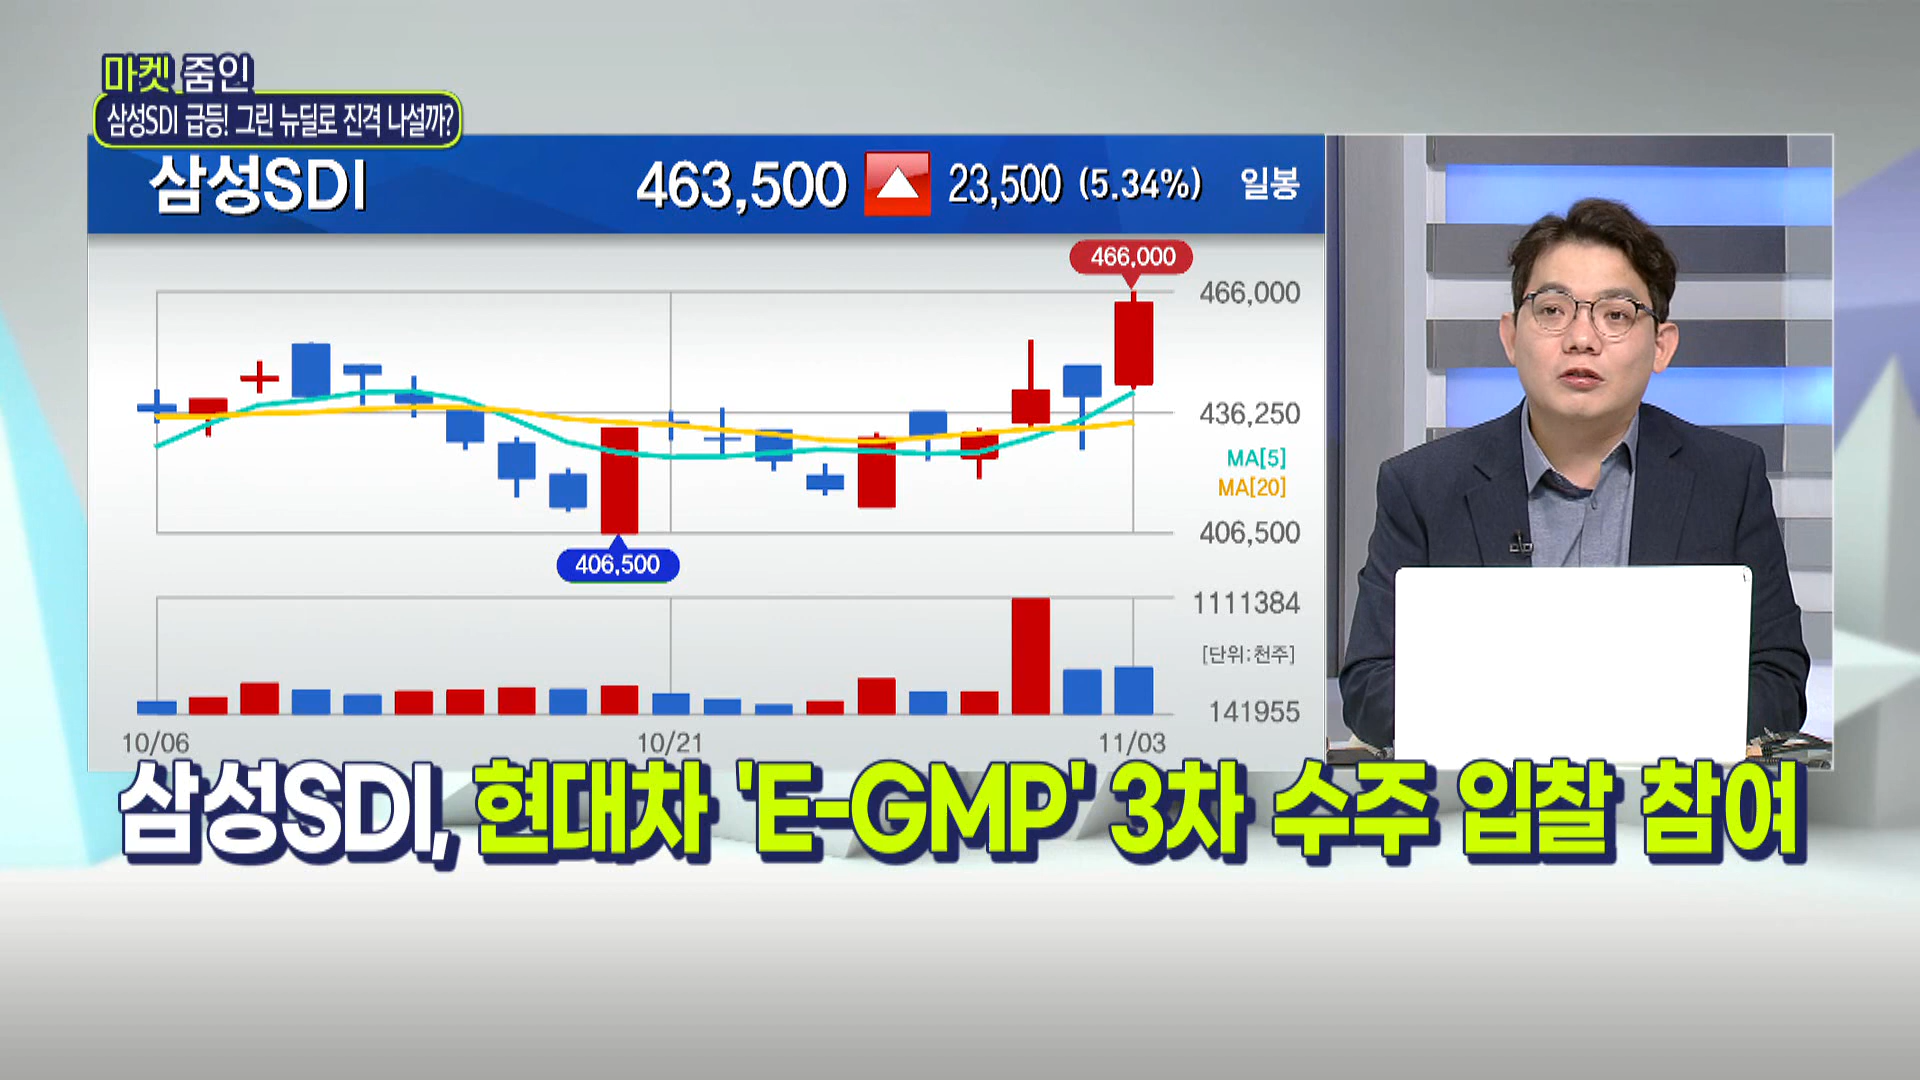 마켓 줌인
삼성SDI 급등! 그린 뉴딜로 진격 나설까?
삼성SDI 463,500 ▲ 23,500 (5.34%) 일봉
466,000
466,000
436,250
MA[5]
MA[20]
406,500
406,500
1111384
[단위:천주]
141955
10/06 10/21 11/03
삼성SDI, 현대차 'E-GMP' 3차 수주 입찰 참여